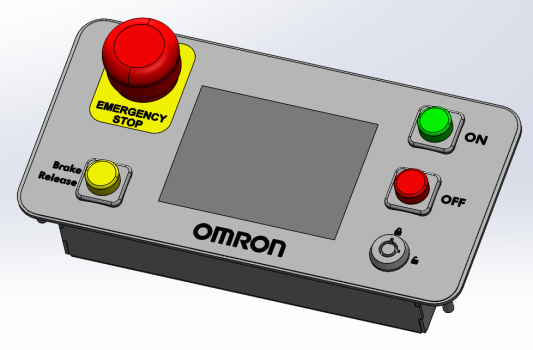 EMERGENCY
STOP
ON
Brake
Release
OFF
OMRON